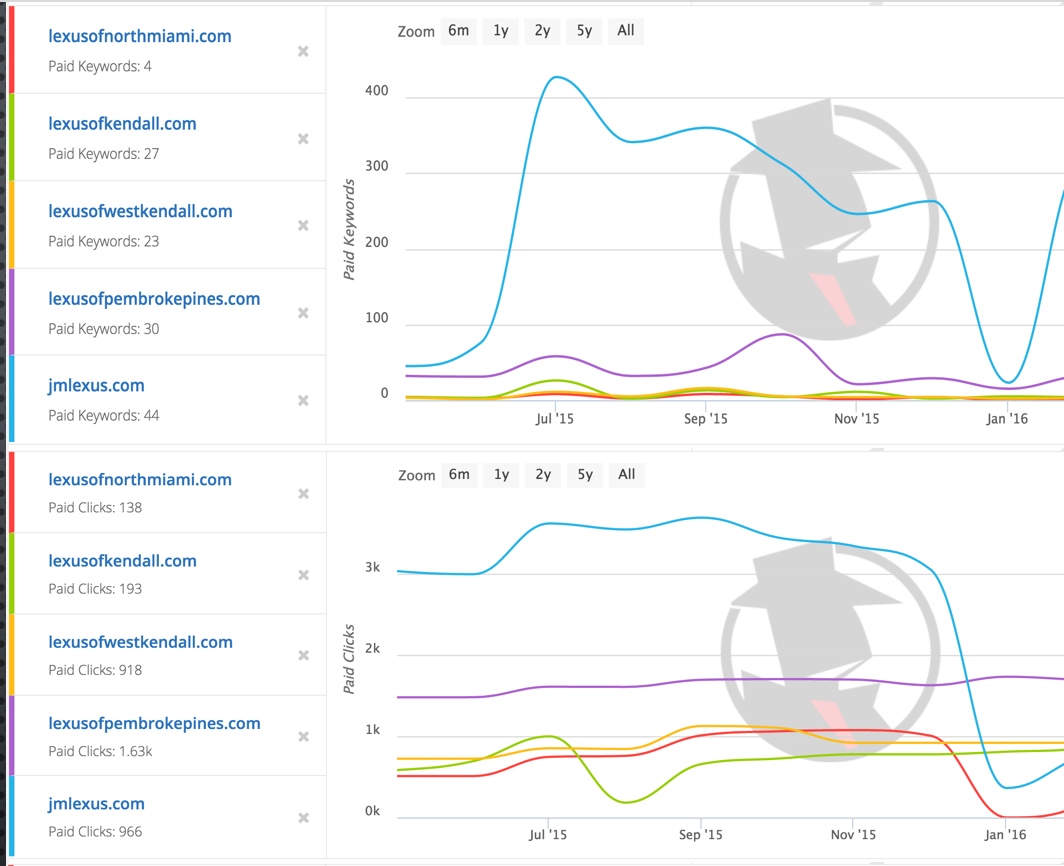 lexusofnorthmiami.com
Paid Keywords: 4
lexusofkendall.com
Paid Keywords: 27
lexusofwestkendall.com
Paid Keywords: 23
lexusofpembrokepines.com
Paid Keywords: 30
jmlexus.com
Paid Keywords: 44
Zoom 6m 1y 2y 5y All
Paid Keywords
400
300
200
100
0
Jul '15 Sep '15 Nov '15 Jan '16
lexusofnorthmiami.com
Paid Clicks: 138
lexusofkendall.com
Paid Clicks: 193
lexusofwestkendall.com
Paid Clicks: 918
lexusofpembrokepines.com
Paid Clicks: 1.63k
jmlexus.com
Paid Clicks: 966
Zoom 6m 1y 2y 5y All
Paid Clicks
3k
2k
1k
0k
Jul '15 Sep '15 Nov '15 Jan '16